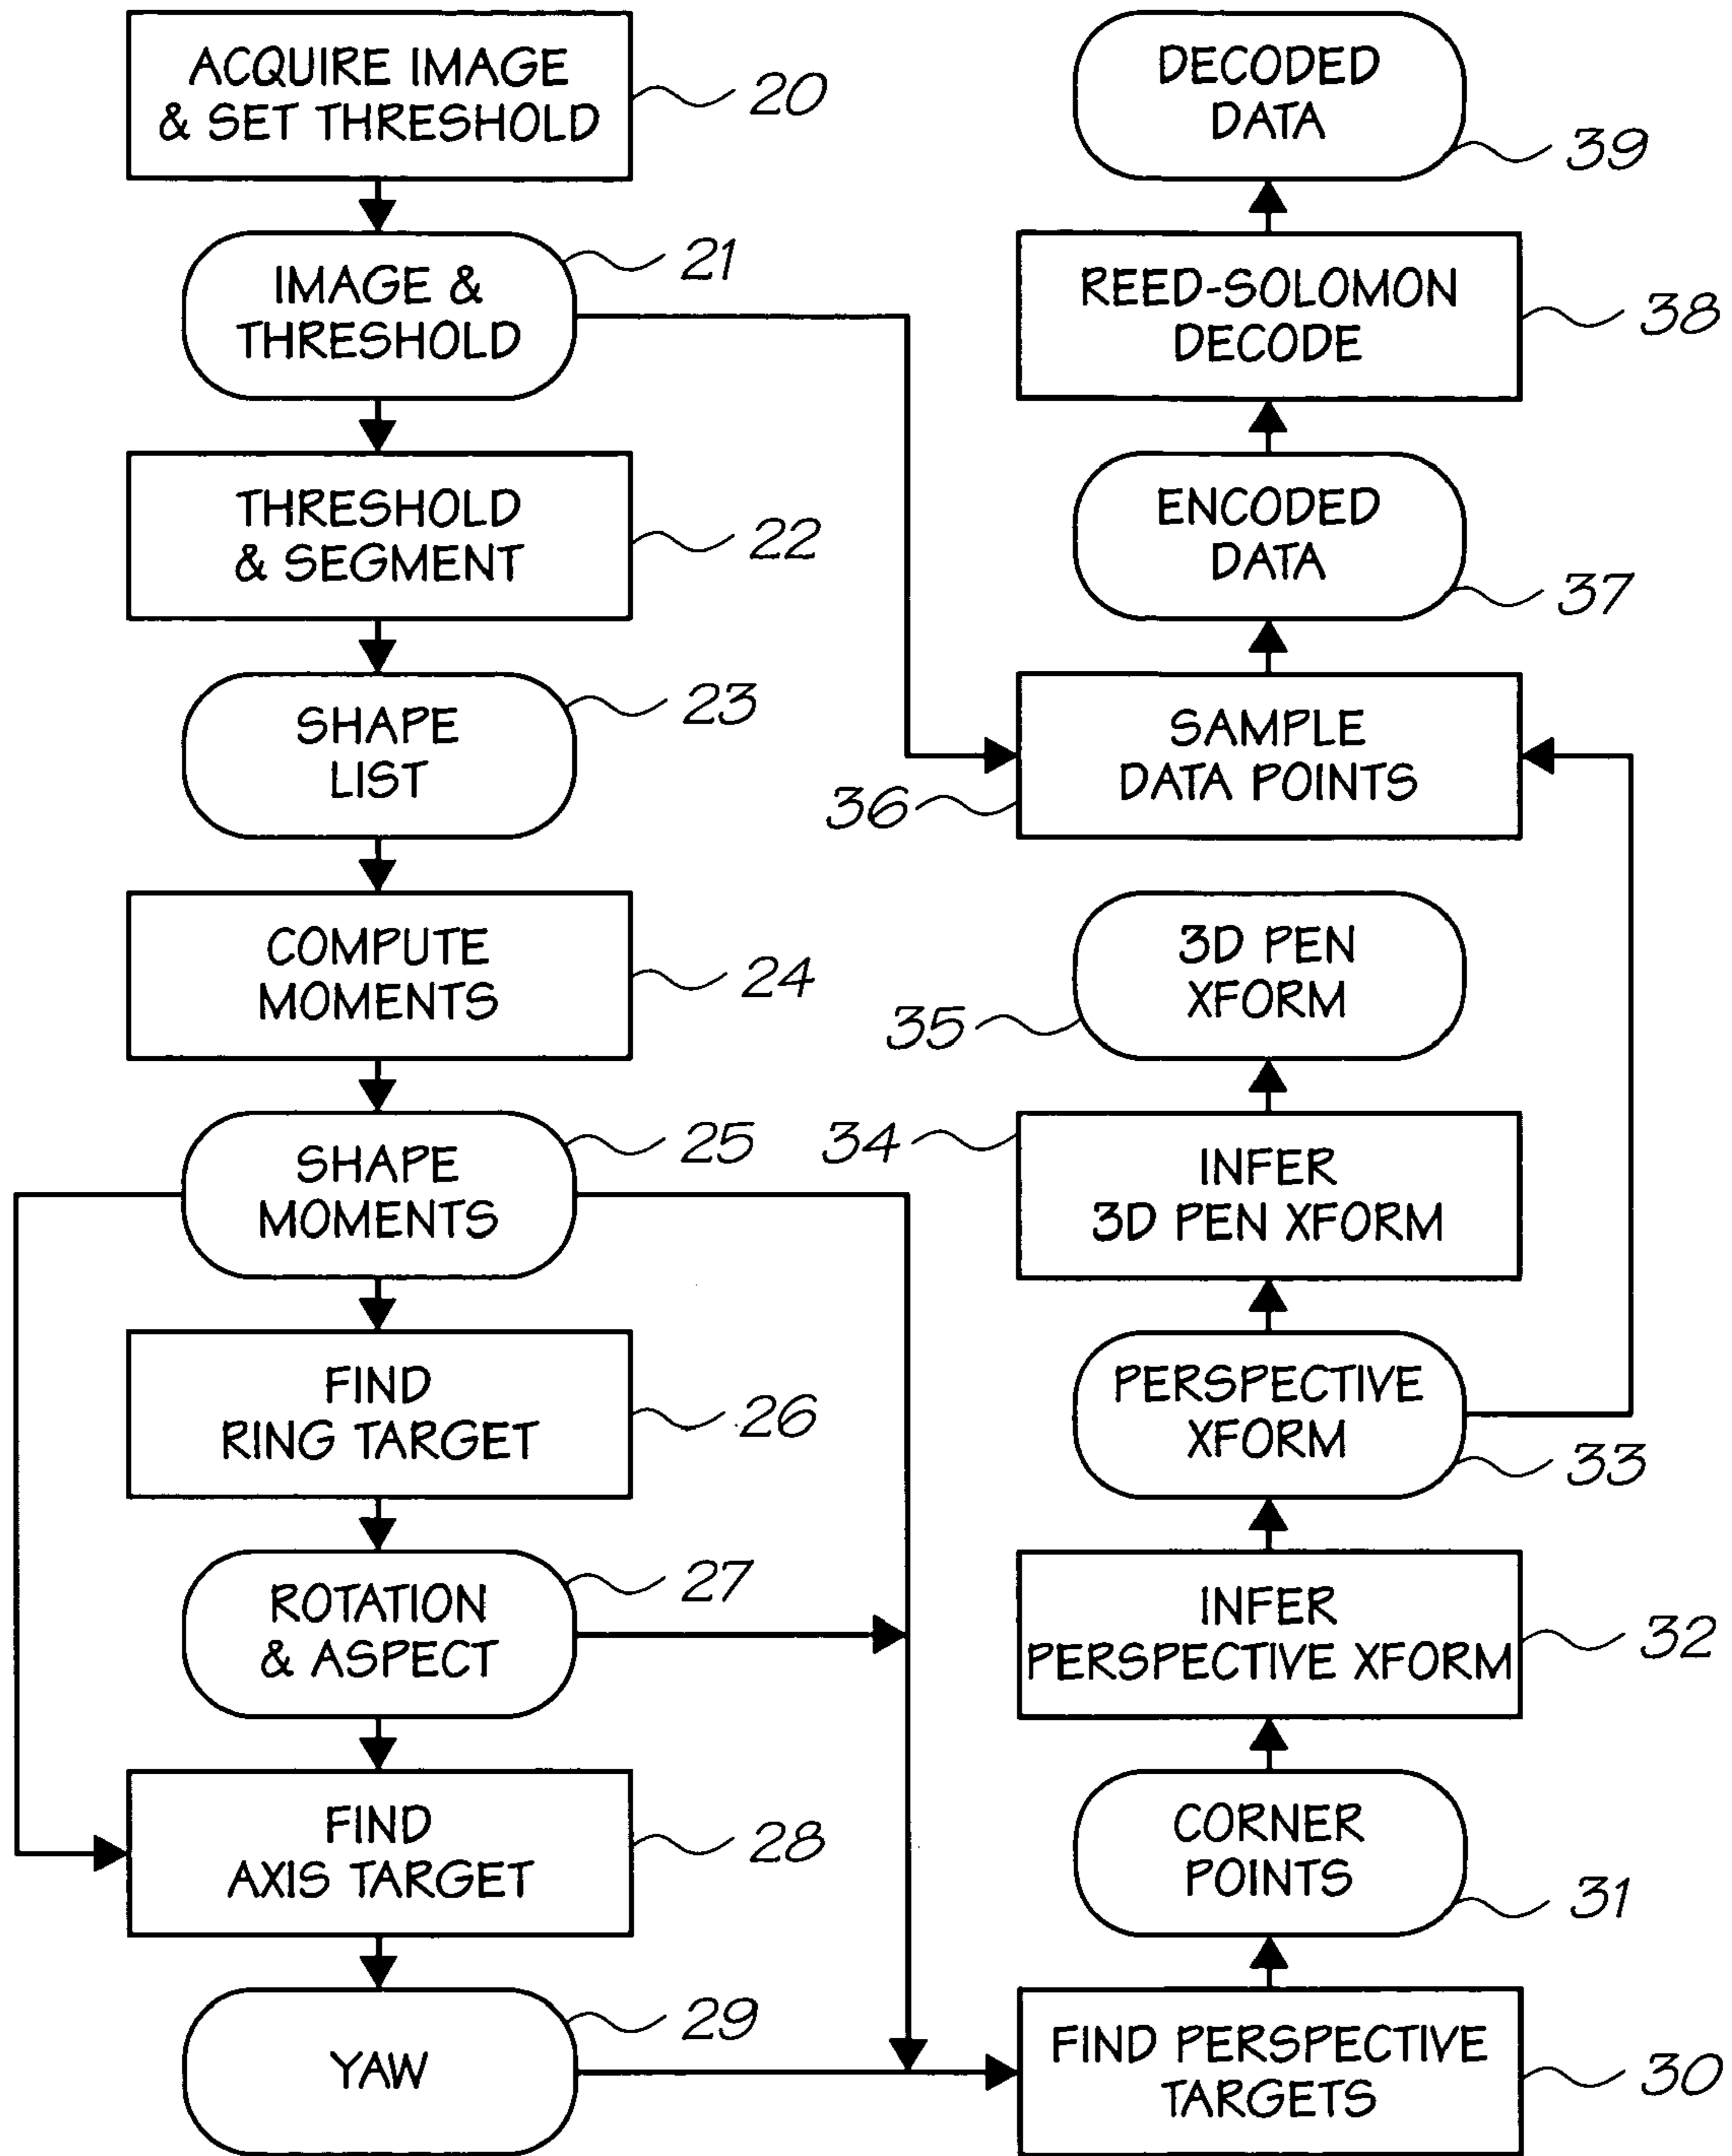 ACQUIRE IMAGE
& SET THRESHOLD
20
IMAGE &
THRESHOLD
21
THRESHOLD
& SEGMENT
22
SHAPE
LIST
23
COMPUTE
MOMENTS
24
SHAPE
MOMENTS
25
FIND
RING TARGET
26
ROTATION
& ASPECT
27
FIND
AXIS TARGET
28
YAW
29
DECODED
DATA
39
REED-SOLOMON
DECODE
38
ENCODED
DATA
37
SAMPLE
DATA POINTS
36
3D PEN
XFORM
35
INFER
3D PEN XFORM
34
PERSPECTIVE
XFORM
33
INFER
PERSPECTIVE XFORM
32
CORNER
POINTS
31
FIND PERSPECTIVE
TARGETS
30